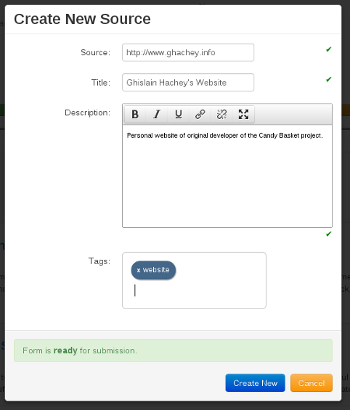 Create New Source
Source: http://www.ghachey.info
Title: Ghislain Hachey's Website
Description: B I U
Personal website of original developer of the Candy Basket project.
Tags: x website
Form is ready for submission.
Create New Cancel